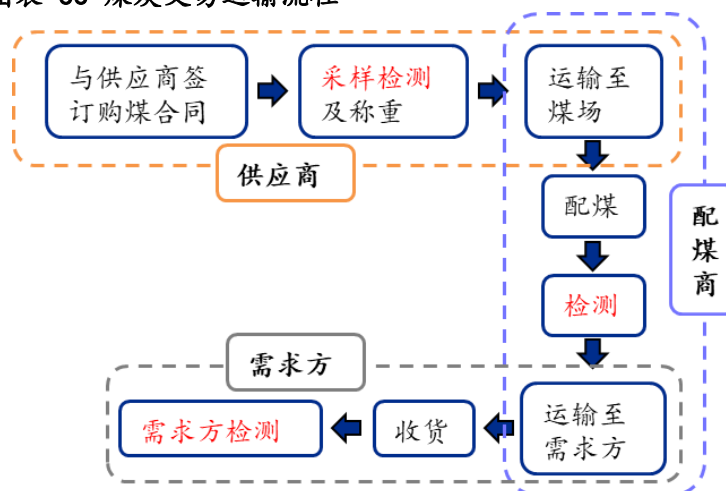 与供应商签
订购煤合同
采样检测
及称重
运输至
煤场
供应商
配煤
配
煤
商
检测
需求方
运输至
需求方
收货
需求方检测